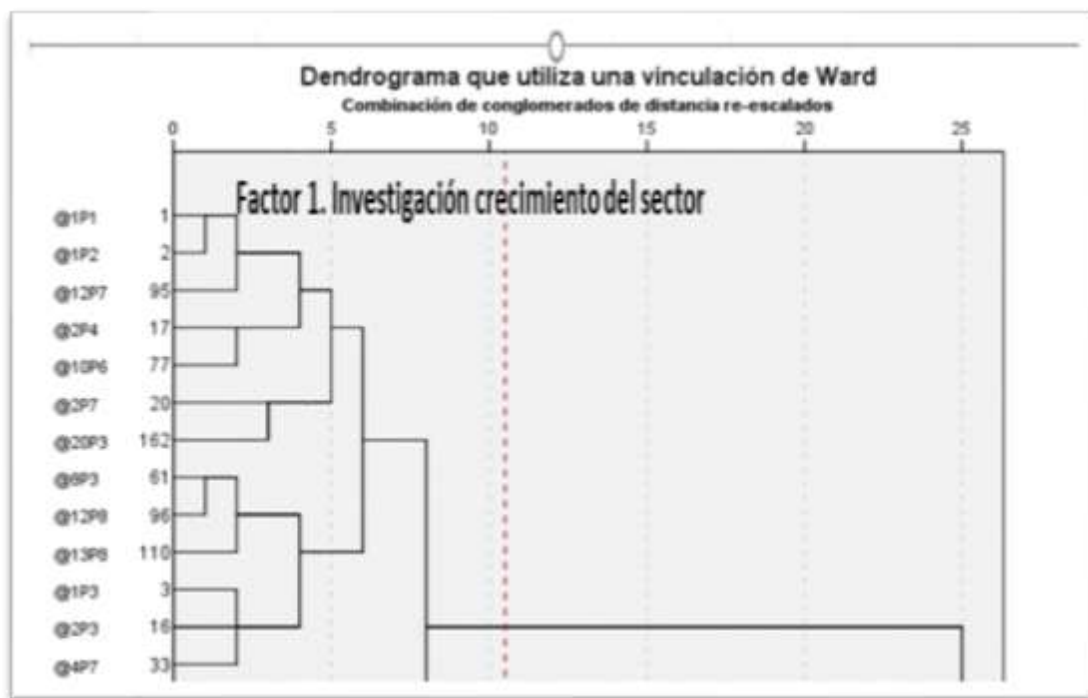 Dendrograma que utiliza una vinculación de Ward
Combinación de conglomerados de distancia re-escalados
0 5 10 15 20 25
Factor 1. Investigación crecimiento del sector
@1P1 1
@1P2 2
@12P7 95
@2P4 17
@10P6 77
@2P7 20
@20P3 162
@8P3 61
@12P8 96
@13P8 110
@1P3 3
@2P3 16
@4P7 33